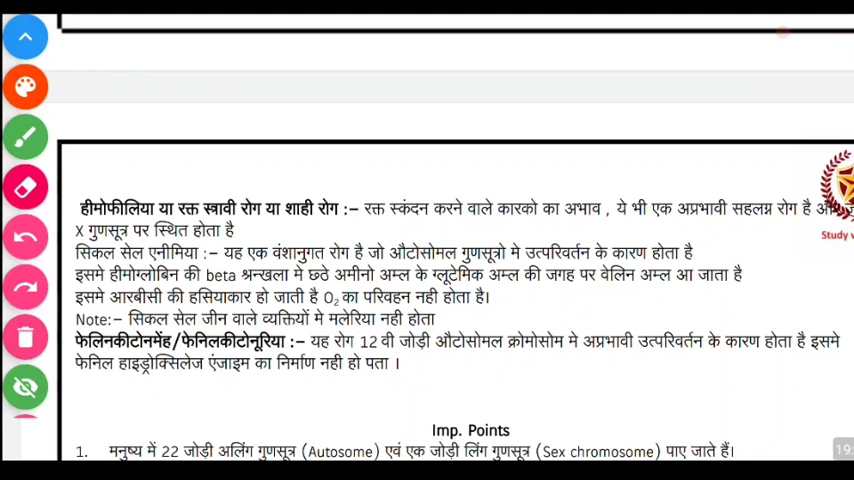 हीमोफीलिया या रक्त स्त्रावी रोग या शाही रोग :– रक्त स्कंदन करने वाले कारको का अभाव , ये भी एक अप्रभावी सहलग्न रोग है
X गुणसूत्र पर स्थित होता है
Study
सिकल सेल एनीमिया :– यह एक वंशानुगत रोग है जो औटोसोमल गुणसूत्रो मे उत्परिवर्तन के कारण होता है
इसमे हीमोग्लोबिन की beta श्रन्खला मे छठे अमीनो अम्ल के ग्लूटेमिक अम्ल की जगह पर वेलिन अम्ल आ जाता है
इसमे आरबीसी की हसियाकार हो जाती है O₂ का परिवहन नही होता है।
Note:– सिकल सेल जीन वाले व्यक्तियों मे मलेरिया नही होता
फेलिनकीटोनमेंह/फेनिलकीटोनूरिया :– यह रोग 12 वी जोड़ी औटोसोमल क्रोमोसोम मे अप्रभावी उत्परिवर्तन के कारण होता है इसमे
फेनिल हाइड्रोक्सिलेज एंजाइम का निर्माण नही हो पता ।
Imp. Points
1. मनुष्य में 22 जोड़ी अलिंग गुणसूत्र (Autosome) एवं एक जोड़ी लिंग गुणसूत्र (Sex chromosome) पाए जाते हैं।